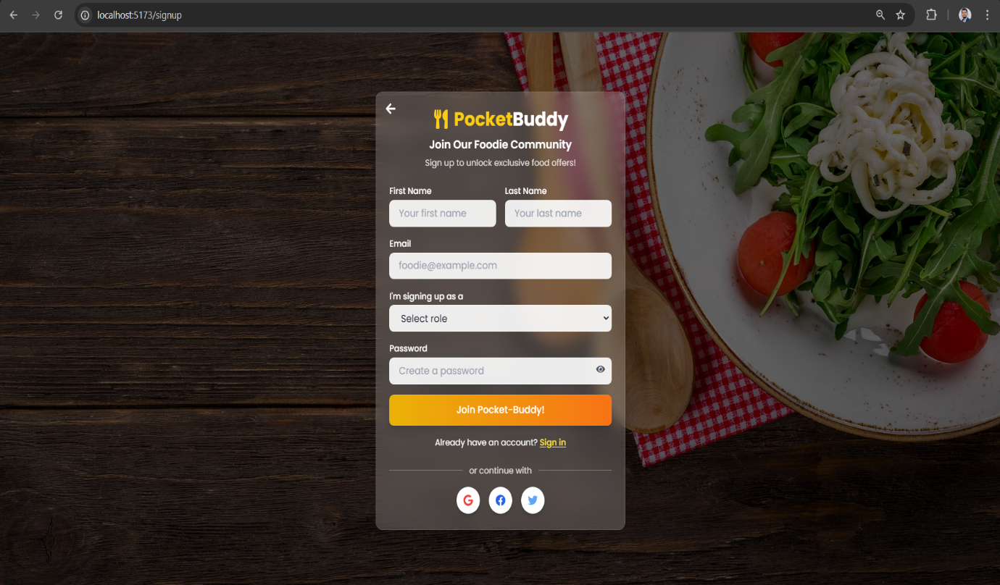 localhost:5173/signup
PocketBuddy
Join Our Foodie Community
Sign up to unlock exclusive food offers!
First Name Last Name
Your first name Your last name
Email
foodie@example.com
I'm signing up as a
Select role
Password
Create a password
Join Pocket-Buddy!
Already have an account? Sign in
or continue with